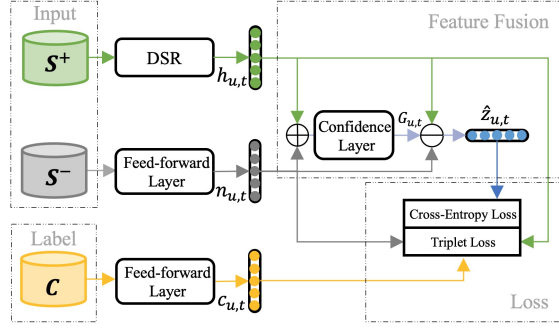 Input
Feature Fusion
S+
DSR
h_{u,t}
Confidence
Layer
G_{u,t}
ẑ_{u,t}
S−
Feed-forward
Layer
n_{u,t}
Cross-Entropy Loss
Triplet Loss
Label
C
Feed-forward
Layer
c_{u,t}
Loss